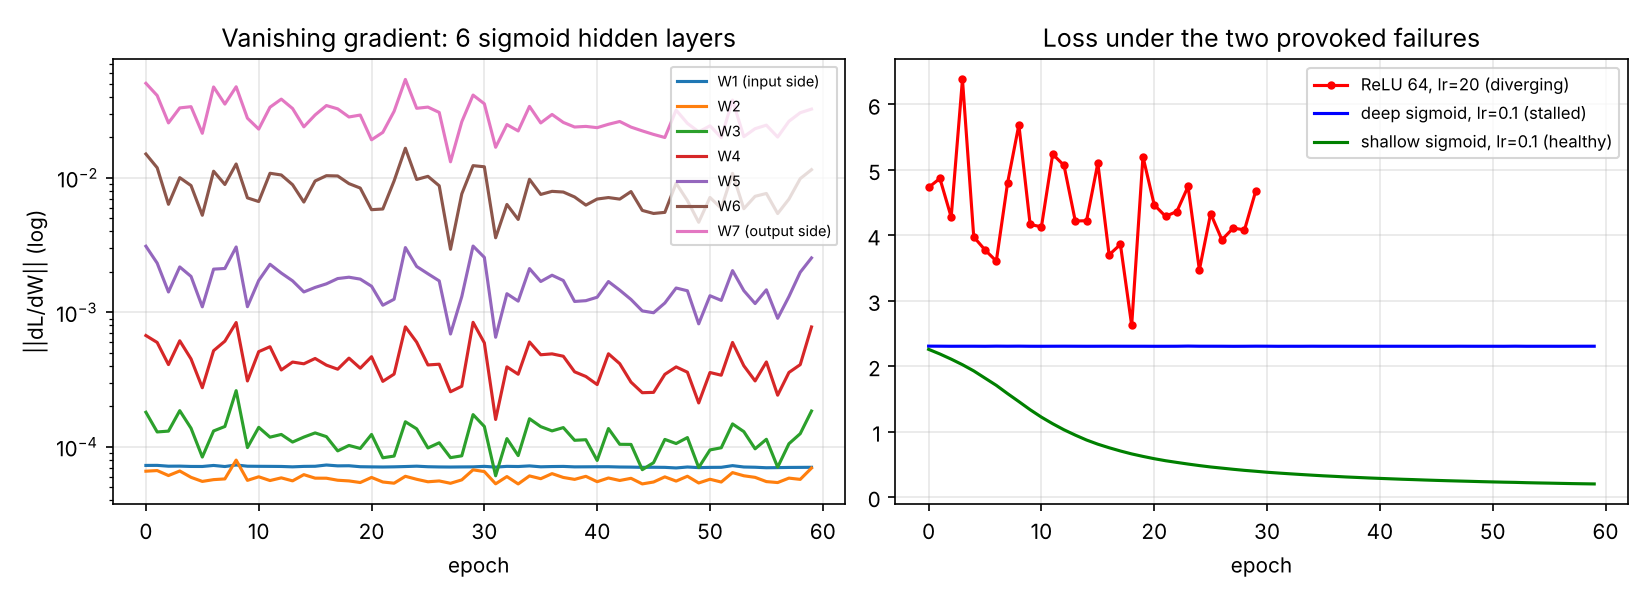 Vanishing gradient: 6 sigmoid hidden layers
||dL/dW|| (log)
10⁻²
10⁻³
10⁻⁴
W1 (input side)
W2
W3
W4
W5
W6
W7 (output side)
0 10 20 30 40 50 60
epoch
Loss under the two provoked failures
6
5
4
3
2
1
0
ReLU 64, lr=20 (diverging)
deep sigmoid, lr=0.1 (stalled)
shallow sigmoid, lr=0.1 (healthy)
0 10 20 30 40 50 60
epoch